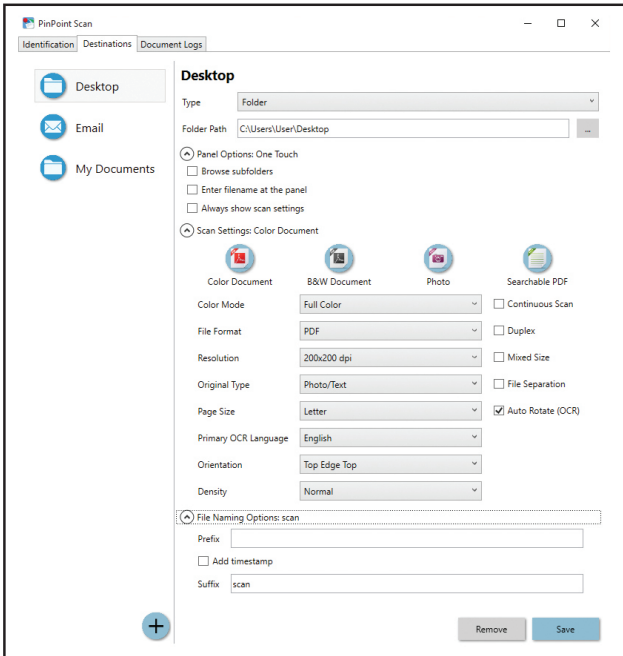 PinPoint Scan
Identification Destinations Document Logs
Desktop
Email
My Documents
Desktop
Type Folder
Folder Path C:\Users\User\Desktop ...
Panel Options: One Touch
Browse subfolders
Enter filename at the panel
Always show scan settings
Scan Settings: Color Document
Color Document B&W Document Photo Searchable PDF
Color Mode Full Color Continuous Scan
File Format PDF Duplex
Resolution 200x200 dpi Mixed Size
Original Type Photo/Text File Separation
Page Size Letter Auto Rotate (OCR)
Primary OCR Language English
Orientation Top Edge Top
Density Normal
File Naming Options: scan
Prefix
Add timestamp
Suffix scan
Remove Save